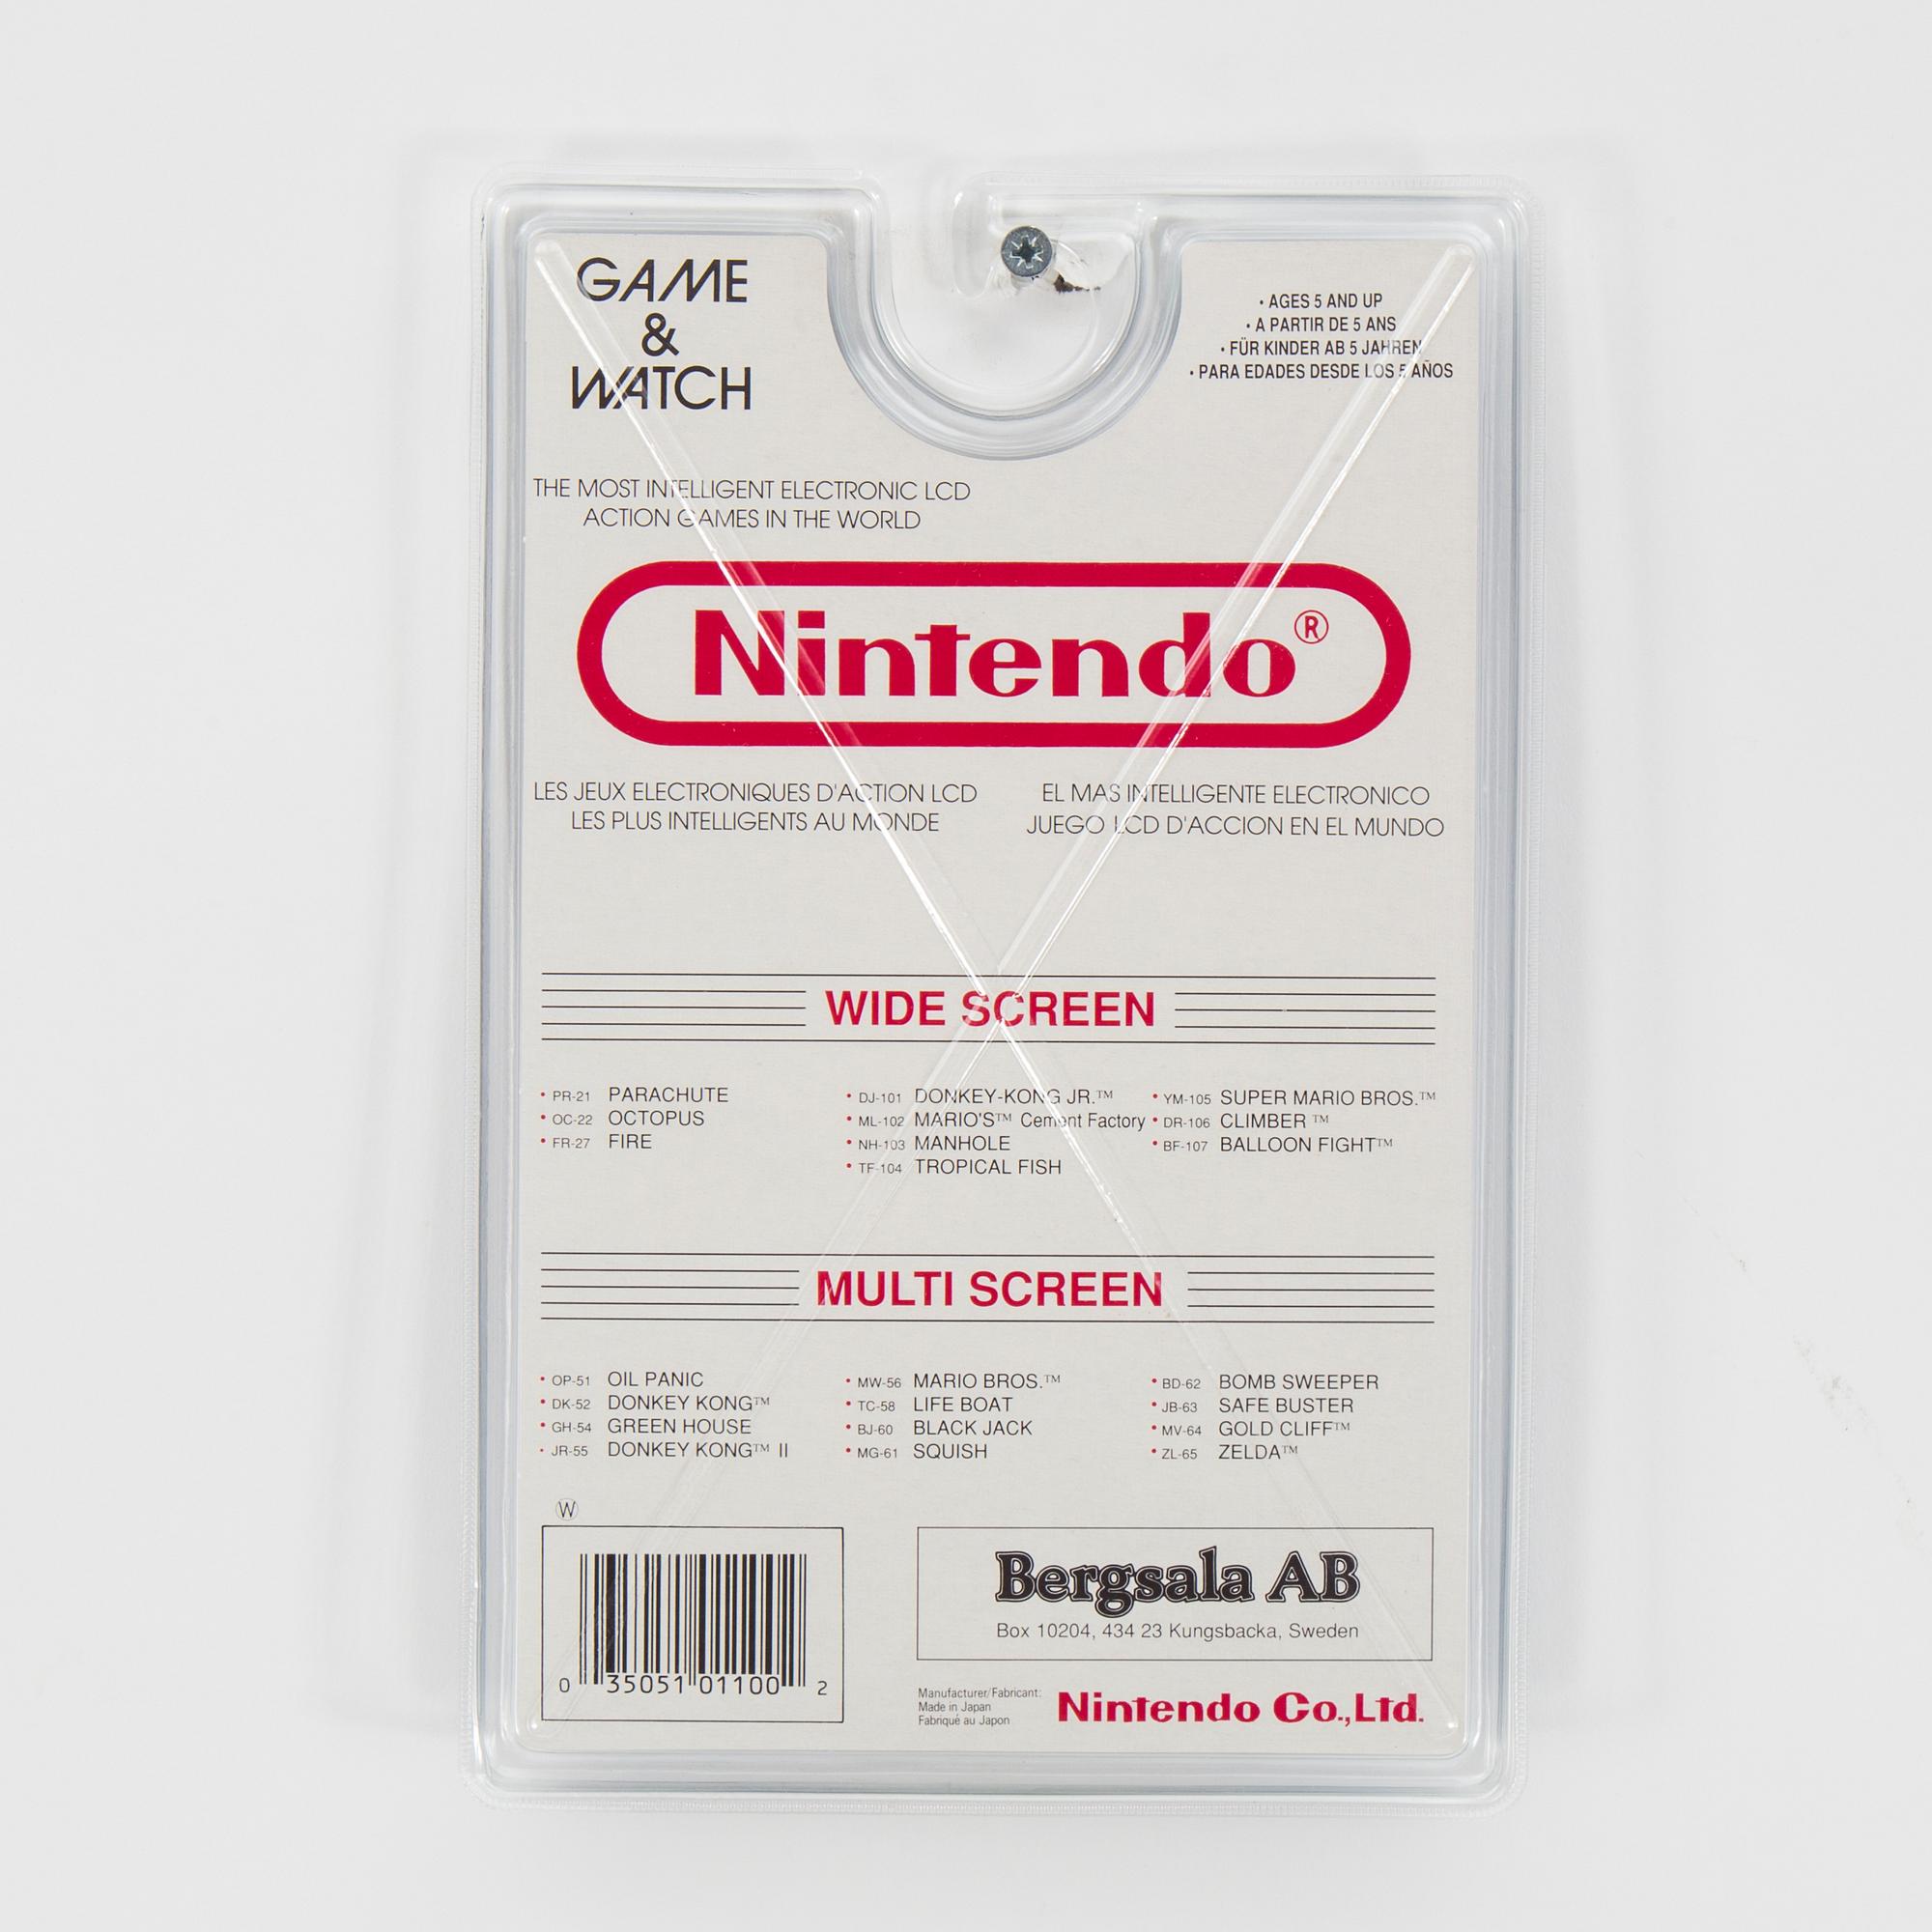 GAME
&
WATCH
• AGES 5 AND UP
• A PARTIR DE 5 ANS
• FÜR KINDER AB 5 JAHREN
• PARA EDADES DESDE LOS 5 AÑOS
THE MOST INTELLIGENT ELECTRONIC LCD
ACTION GAMES IN THE WORLD
Nintendo®
LES JEUX ELECTRONIQUES D'ACTION LCD
LES PLUS INTELLIGENTS AU MONDE
EL MAS INTELLIGENTE ELECTRONICO
JUEGO LCD D'ACCION EN EL MUNDO
WIDE SCREEN
• PR-21 PARACHUTE
• OC-22 OCTOPUS
• FR-27 FIRE
• DJ-101 DONKEY-KONG JR.™
• ML-102 MARIO'S™ Cement Factory
• NH-103 MANHOLE
• TF-104 TROPICAL FISH
• YM-105 SUPER MARIO BROS.™
• DR-106 CLIMBER ™
• BF-107 BALLOON FIGHT™
MULTI SCREEN
• OP-51 OIL PANIC
• DK-52 DONKEY KONG™
• GH-54 GREEN HOUSE
• JR-55 DONKEY KONG™ II
• MW-56 MARIO BROS.™
• TC-58 LIFE BOAT
• BJ-60 BLACK JACK
• MG-61 SQUISH
• BD-62 BOMB SWEEPER
• JB-63 SAFE BUSTER
• MV-64 GOLD CLIFF™
• ZL-65 ZELDA™
W
0 35051 01100 2
Bergsala AB
Box 10204, 434 23 Kungsbacka, Sweden
Manufacturer/Fabricant:
Made in Japan
Fabriqué au Japon
Nintendo Co.,Ltd.